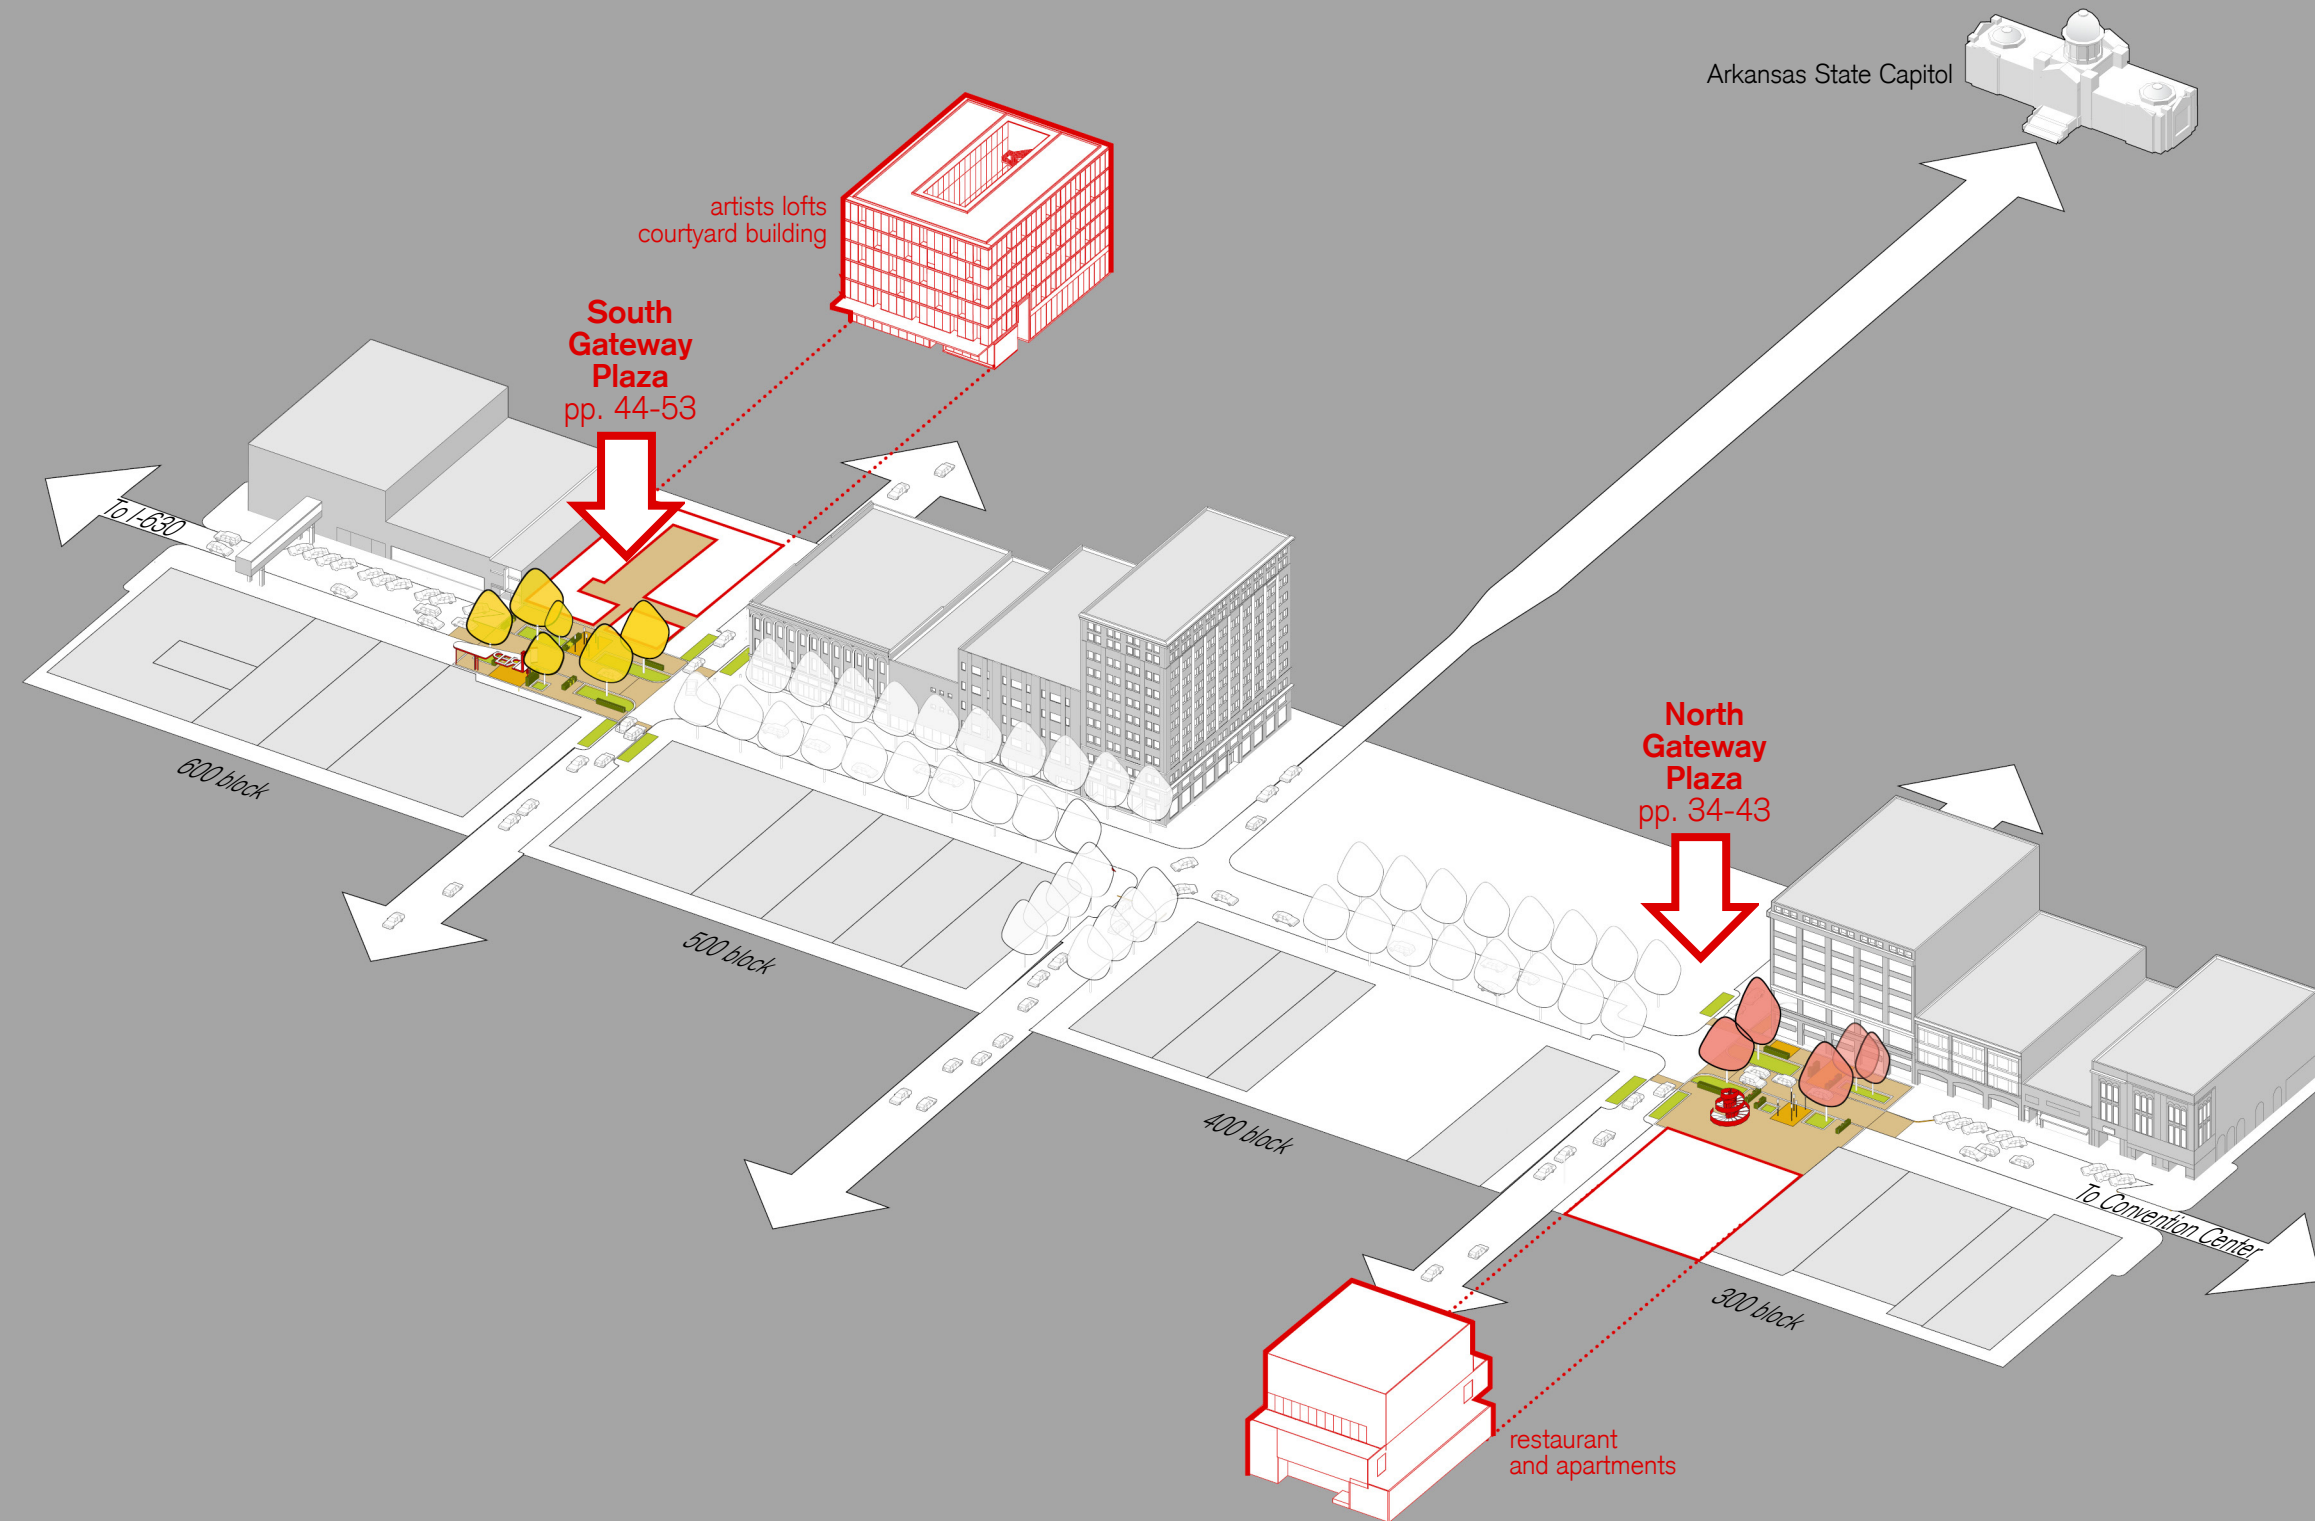 Arkansas State Capitol
artists lofts
courtyard building
South
Gateway
Plaza
pp. 44-53
To I-630
600 block
500 block
North
Gateway
Plaza
pp. 34-43
400 block
To Convention Center
300 block
restaurant
and apartments